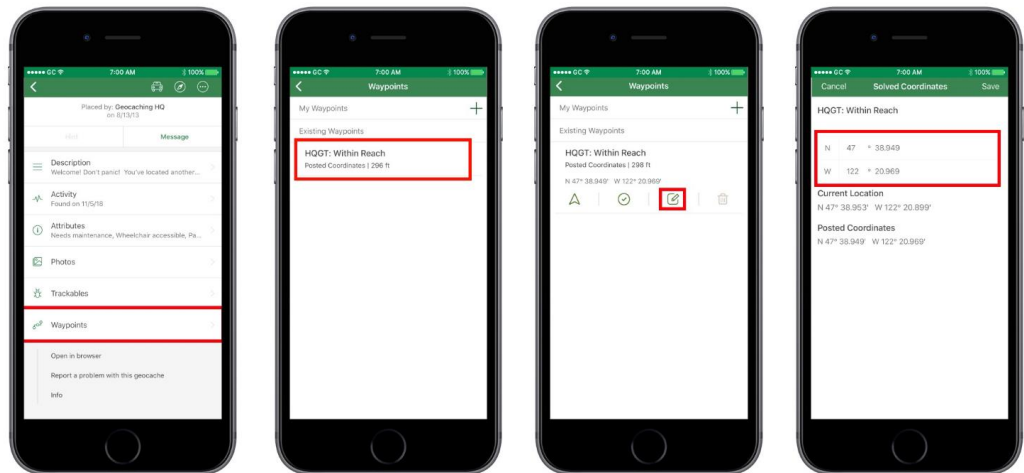 GC 7:00 AM 100%
Placed by: Geocaching HQ
on 8/13/13
Hint Message
Description
Welcome! Don't panic! You've located another...
Activity
Found on 11/5/18
Attributes
Needs maintenance, Wheelchair accessible, Pa...
Photos
Trackables
Waypoints
Open in browser
Report a problem with this geocache
Info
GC 7:00 AM 100%
Waypoints
My Waypoints
Existing Waypoints
HQGT: Within Reach
Posted Coordinates | 296 ft
GC 7:00 AM 100%
Waypoints
My Waypoints
Existing Waypoints
HQGT: Within Reach
Posted Coordinates | 298 ft
N 47° 38.949' W 122° 20.969'
GC 7:00 AM 100%
Cancel Solved Coordinates Save
HQGT: Within Reach
N 47 ° 38.949
W 122 ° 20.969
Current Location
N 47° 38.953' W 122° 20.899'
Posted Coordinates
N 47° 38.949' W 122° 20.969'